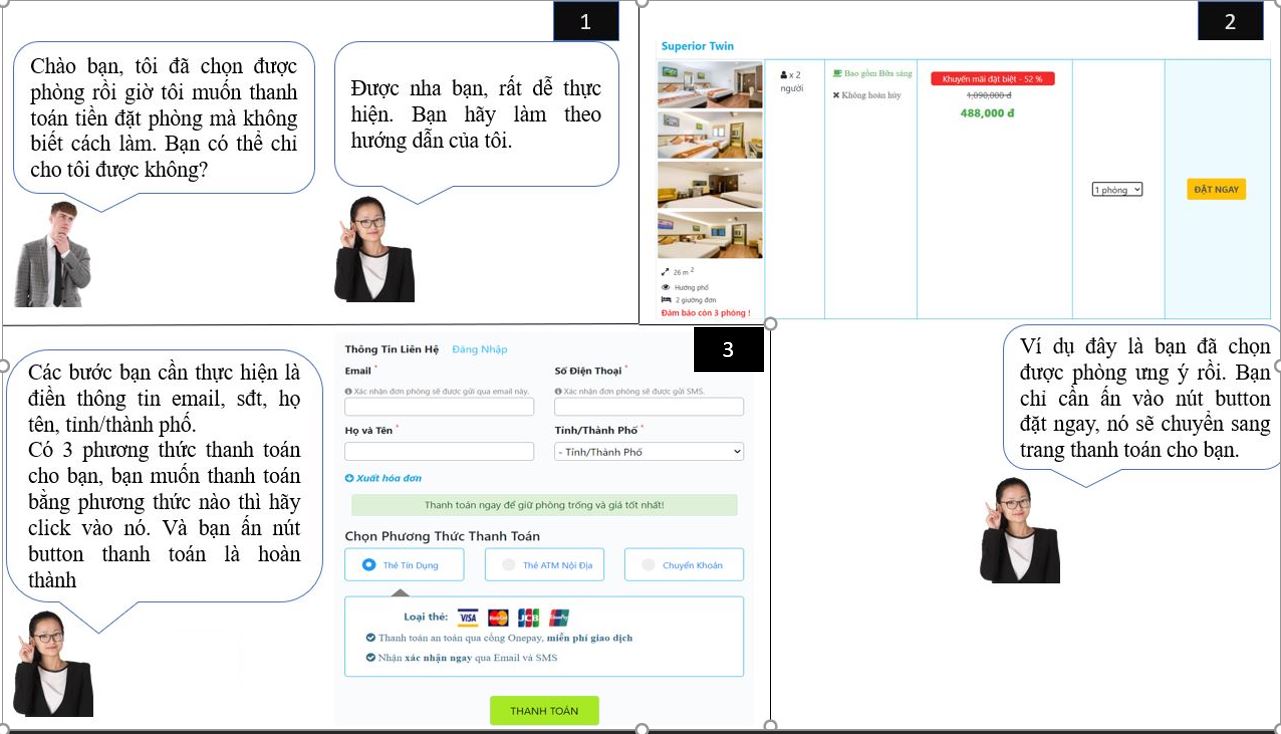 1
Chào bạn, tôi đã chọn được
phòng rồi giờ tôi muốn thanh
toán tiền đặt phòng mà không
biết cách làm. Bạn có thể chỉ
cho tôi được không?
Được nha bạn, rất dễ thực
hiện. Bạn hãy làm theo
hướng dẫn của tôi.
2
Superior Twin
x 2
người
Bao gồm Bữa sáng
Không hoàn hủy
Khuyến mãi đặt biệt - 52 %
1,090,000 đ
488,000 đ
1 phòng
ĐẶT NGAY
26 m 2
Hướng phố
2 giường đơn
Đảm bảo còn 3 phòng !
Ví dụ đây là bạn đã chọn
được phòng ưng ý rồi. Bạn
chỉ cần ấn vào nút button
đặt ngay, nó sẽ chuyển sang
trang thanh toán cho bạn.
3
Các bước bạn cần thực hiện là
điền thông tin email, sđt, họ
tên, tỉnh/thành phố.
Có 3 phương thức thanh toán
cho bạn, bạn muốn thanh toán
bằng phương thức nào thì hãy
click vào nó. Và bạn ấn nút
button thanh toán là hoàn
thành
Thông Tin Liên Hệ Đăng Nhập
Email * Số Điện Thoại *
Xác nhận đơn phòng sẽ được gửi qua email này. Xác nhận đơn phòng sẽ được gửi SMS.
Họ và Tên * Tỉnh/Thành Phố *
- Tỉnh/Thành Phố
Xuất hóa đơn
Thanh toán ngay để giữ phòng trống và giá tốt nhất!
Chọn Phương Thức Thanh Toán
Thẻ Tín Dụng Thẻ ATM Nội Địa Chuyển Khoản
Loại thẻ: VISA MasterCard JCB UnionPay
Thanh toán an toàn qua cổng Onepay, miễn phí giao dịch
Nhận xác nhận ngay qua Email và SMS
THANH TOÁN